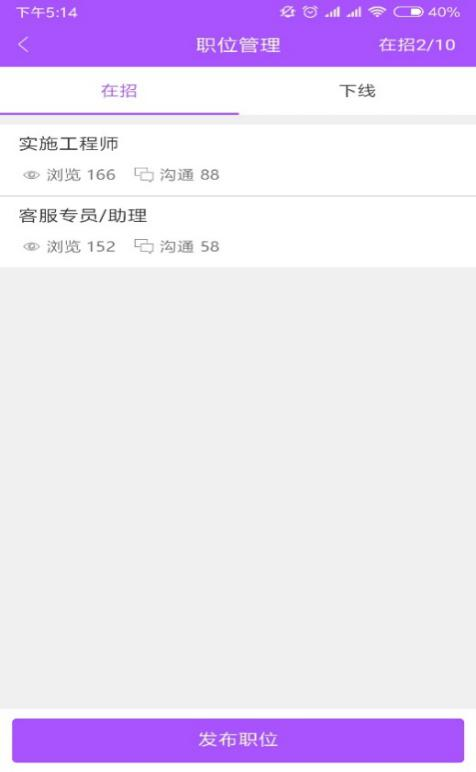 下午5:14 40%
职位管理 在招2/10
在招 下线
实施工程师
浏览 166 沟通 88
客服专员/助理
浏览 152 沟通 58
发布职位